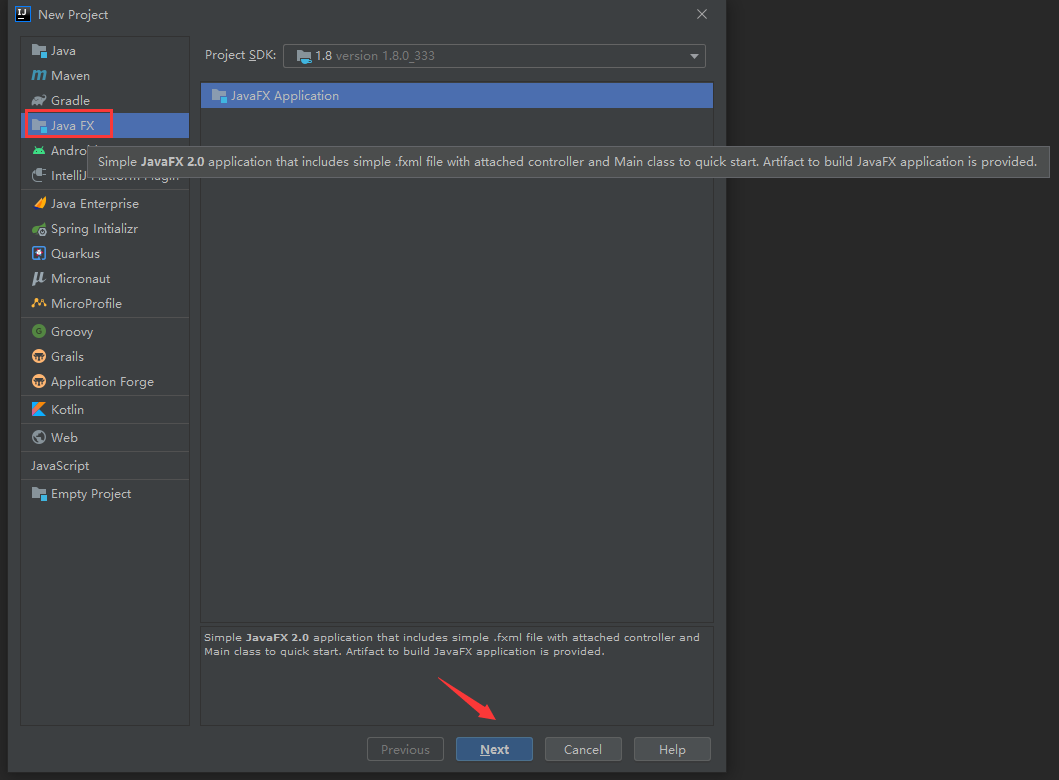 New Project
Java
Maven
Gradle
Java FX
Andro
IntelliJ Platform Plugin
Java Enterprise
Spring Initializr
Quarkus
Micronaut
MicroProfile
Groovy
Grails
Application Forge
Kotlin
Web
JavaScript
Empty Project
Project SDK: 1.8 version 1.8.0_333
JavaFX Application
Simple JavaFX 2.0 application that includes simple .fxml file with attached controller and Main class to quick start. Artifact to build JavaFX application is provided.
Simple JavaFX 2.0 application that includes simple .fxml file with attached controller and
Main class to quick start. Artifact to build JavaFX application is provided.
Previous Next Cancel Help